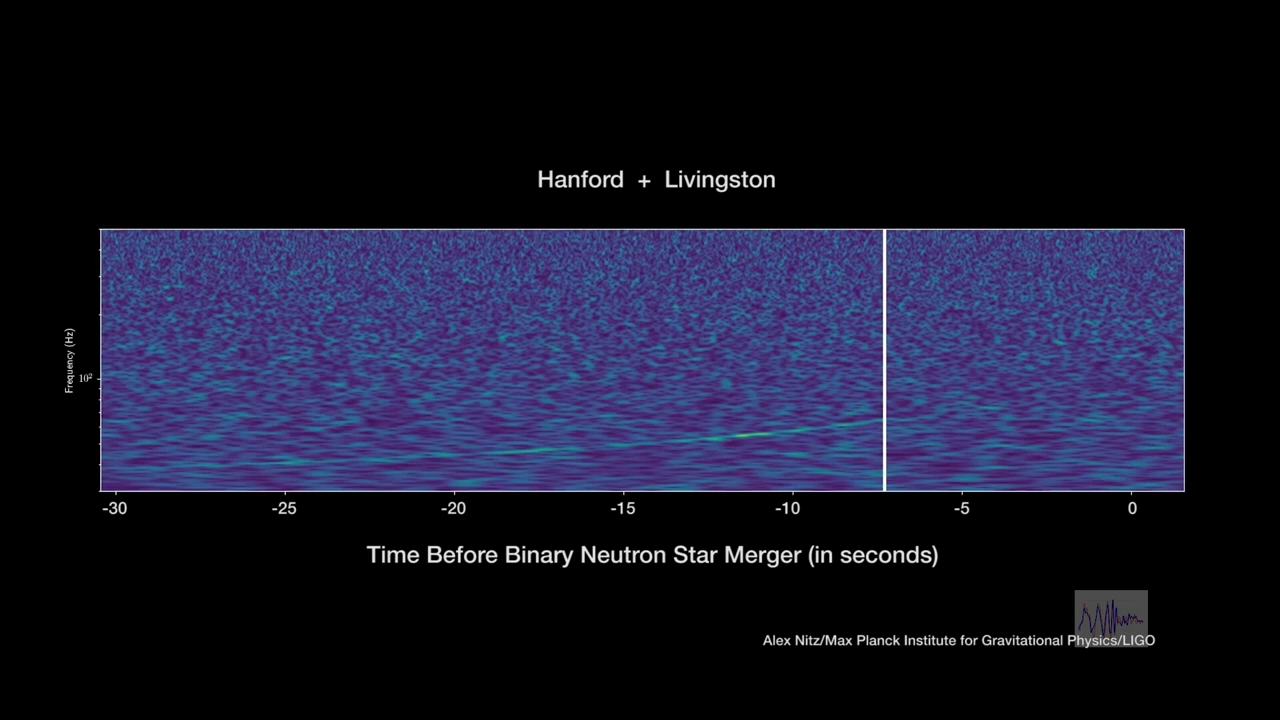 Hanford + Livingston
Frequency (Hz)
10²
-30 -25 -20 -15 -10 -5 0
Time Before Binary Neutron Star Merger (in seconds)
Alex Nitz/Max Planck Institute for Gravitational Physics/LIGO